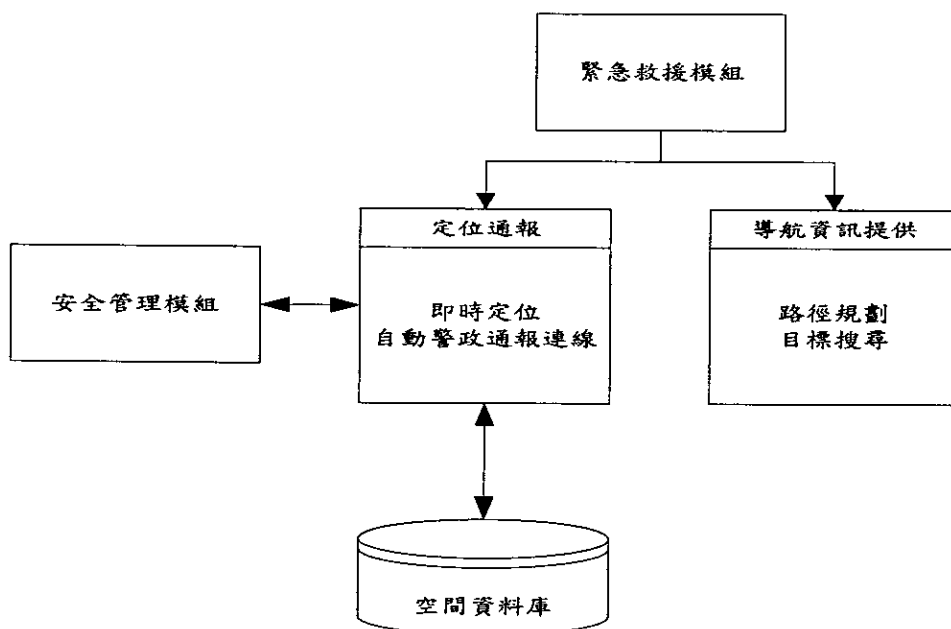 緊急救援模組
定位通報
導航資訊提供
安全管理模組
即時定位
自動警政通報連線
路徑規劃
目標搜尋
空間資料庫